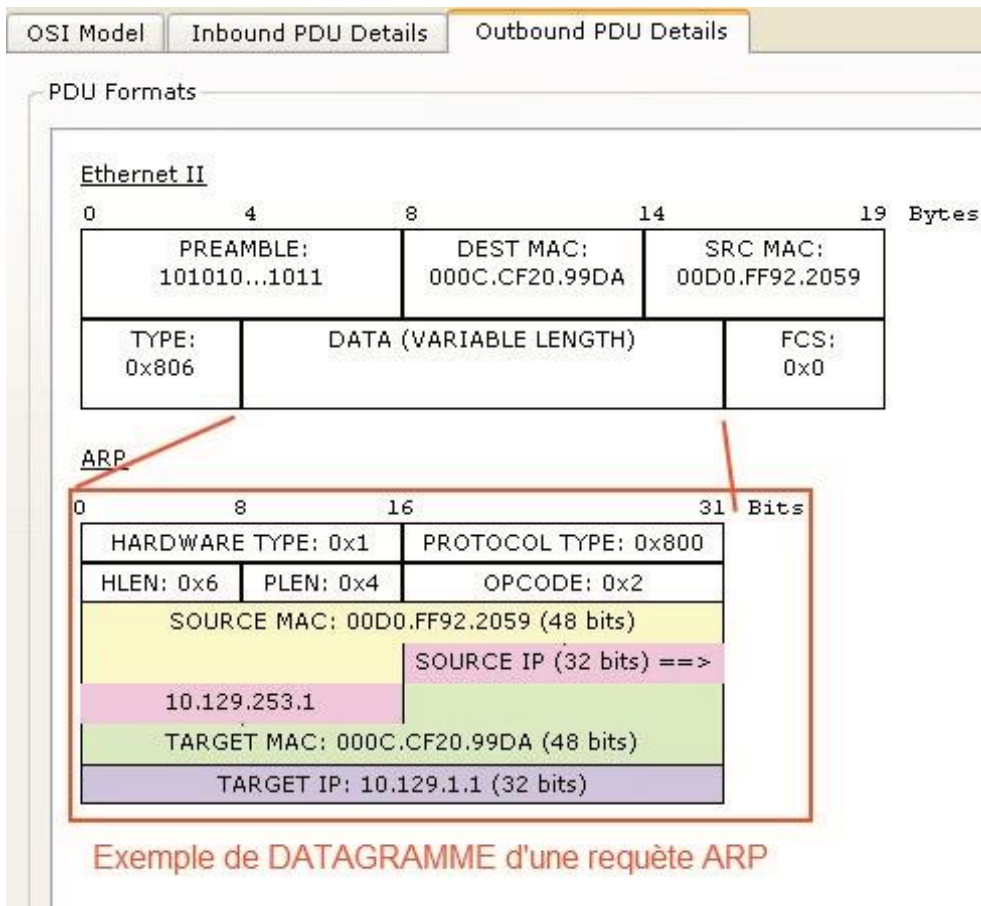 OSI Model Inbound PDU Details Outbound PDU Details
PDU Formats
Ethernet II
0 4 8 14 19 Bytes
PREAMBLE: DEST MAC: SRC MAC:
101010...1011 000C.CF20.99DA 00D0.FF92.2059
TYPE: DATA (VARIABLE LENGTH) FCS:
0x806 0x0
ARP
0 8 16 31 Bits
HARDWARE TYPE: 0x1 PROTOCOL TYPE: 0x800
HLEN: 0x6 PLEN: 0x4 OPCODE: 0x2
SOURCE MAC: 00D0.FF92.2059 (48 bits)
SOURCE IP (32 bits) ==>
10.129.253.1
TARGET MAC: 000C.CF20.99DA (48 bits)
TARGET IP: 10.129.1.1 (32 bits)
Exemple de DATAGRAMME d'une requète ARP